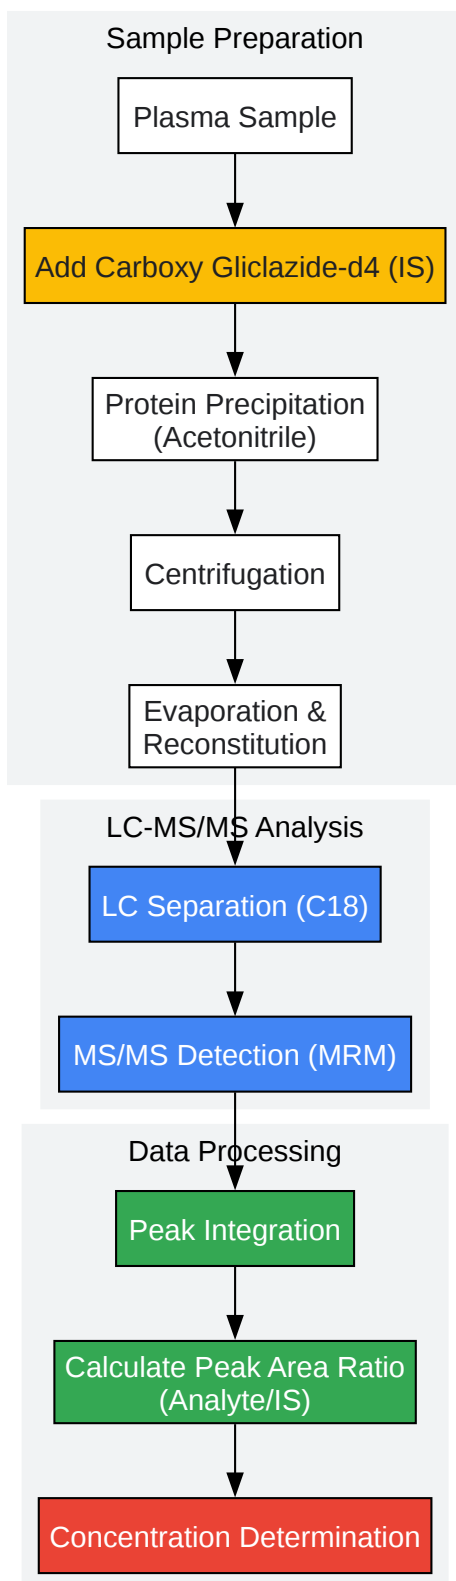 Sample Preparation
Plasma Sample
Add Carboxy Gliclazide-d4 (IS)
Protein Precipitation
(Acetonitrile)
Centrifugation
Evaporation &
Reconstitution
LC-MS/MS Analysis
LC Separation (C18)
MS/MS Detection (MRM)
Data Processing
Peak Integration
Calculate Peak Area Ratio
(Analyte/IS)
Concentration Determination